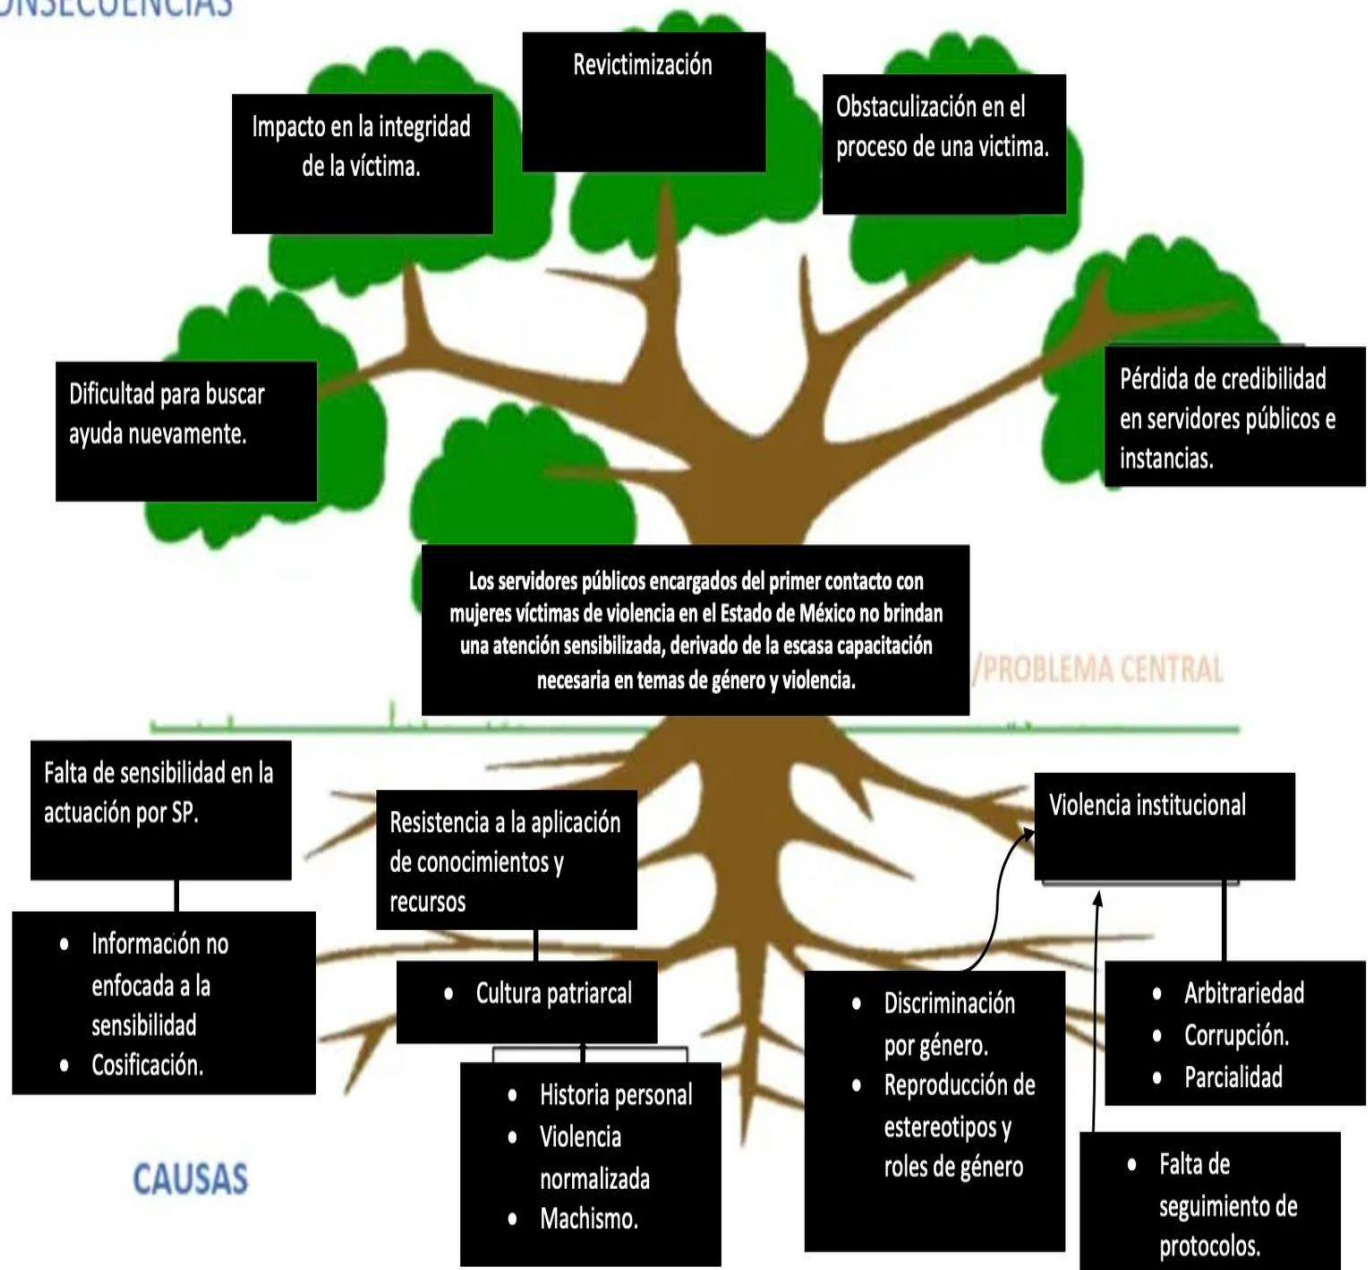 Revictimización
Impacto en la integridad
de la víctima.
Obstaculización en el
proceso de una victima.
Dificultad para buscar
ayuda nuevamente.
Pérdida de credibilidad
en servidores públicos e
instancias.
Los servidores públicos encargados del primer contacto con
mujeres víctimas de violencia en el Estado de México no brindan
una atención sensibilizada, derivado de la escasa capacitación
necesaria en temas de género y violencia.
/PROBLEMA CENTRAL
Falta de sensibilidad en la
actuación por SP.
Resistencia a la aplicación
de conocimientos y
recursos
Violencia institucional
• Información no
enfocada a la
sensibilidad
• Cosificación.
• Cultura patriarcal
• Historia personal
• Violencia
normalizada
• Machismo.
• Discriminación
por género.
• Reproducción de
estereotipos y
roles de género
• Arbitrariedad
• Corrupción.
• Parcialidad
• Falta de
seguimiento de
protocolos.
CAUSAS